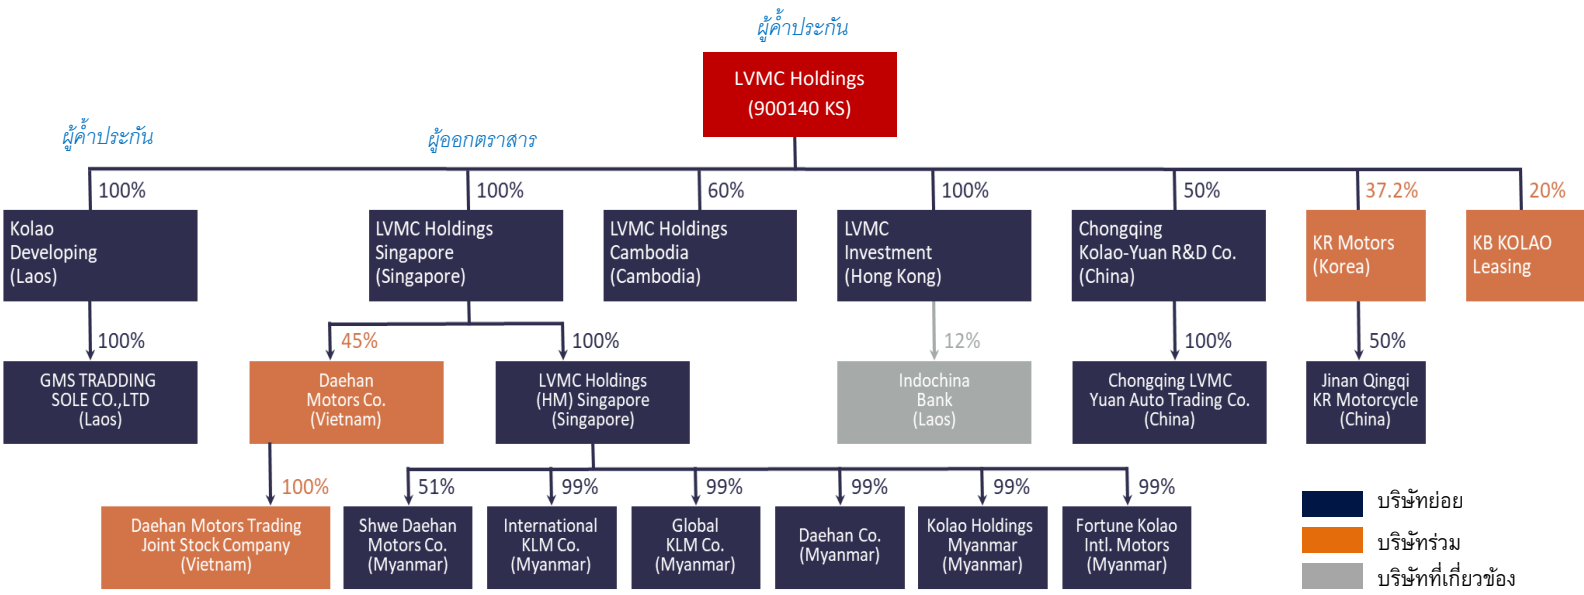 ผู้ค้ำประกัน
LVMC Holdings
(900140 KS)
ผู้ค้ำประกัน
ผู้ออกตราสาร
100%
100%
60%
100%
50%
37.2%
20%
Kolao
Developing
(Laos)
LVMC Holdings
Singapore
(Singapore)
LVMC Holdings
Cambodia
(Cambodia)
LVMC
Investment
(Hong Kong)
Chongqing
Kolao-Yuan R&D Co.
(China)
KR Motors
(Korea)
KB KOLAO
Leasing
100%
45%
100%
12%
100%
50%
GMS TRADDING
SOLE CO.,LTD
(Laos)
Daehan
Motors Co.
(Vietnam)
LVMC Holdings
(HM) Singapore
(Singapore)
Indochina
Bank
(Laos)
Chongqing LVMC
Yuan Auto Trading Co.
(China)
Jinan Qingqi
KR Motorcycle
(China)
100%
51%
99%
99%
99%
99%
99%
Daehan Motors Trading
Joint Stock Company
(Vietnam)
Shwe Daehan
Motors Co.
(Myanmar)
International
KLM Co.
(Myanmar)
Global
KLM Co.
(Myanmar)
Daehan Co.
(Myanmar)
Kolao Holdings
Myanmar
(Myanmar)
Fortune Kolao
Intl. Motors
(Myanmar)
บริษัทย่อย
บริษัทร่วม
บริษัทที่เกี่ยวข้อง